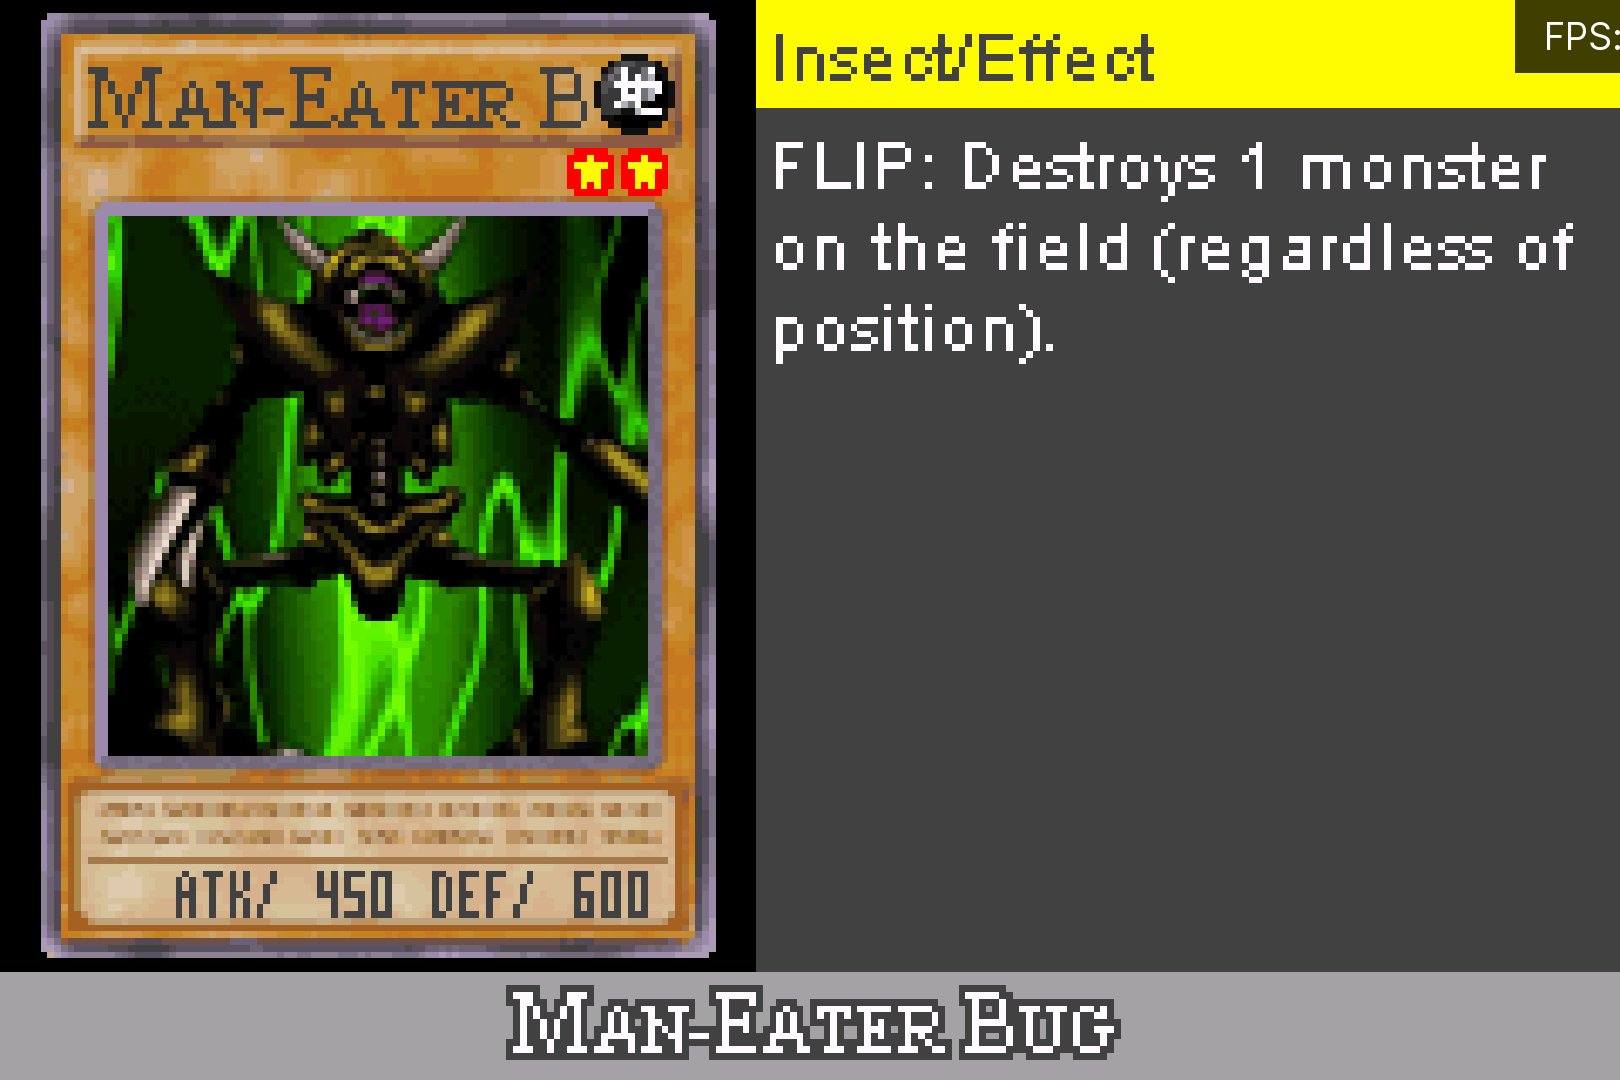 MAN-EATER B
Insect/Effect
FPS:
FLIP: Destroys 1 monster
on the field (regardless of
position).
ATK/ 450 DEF/ 600
MAN-EATER BUG